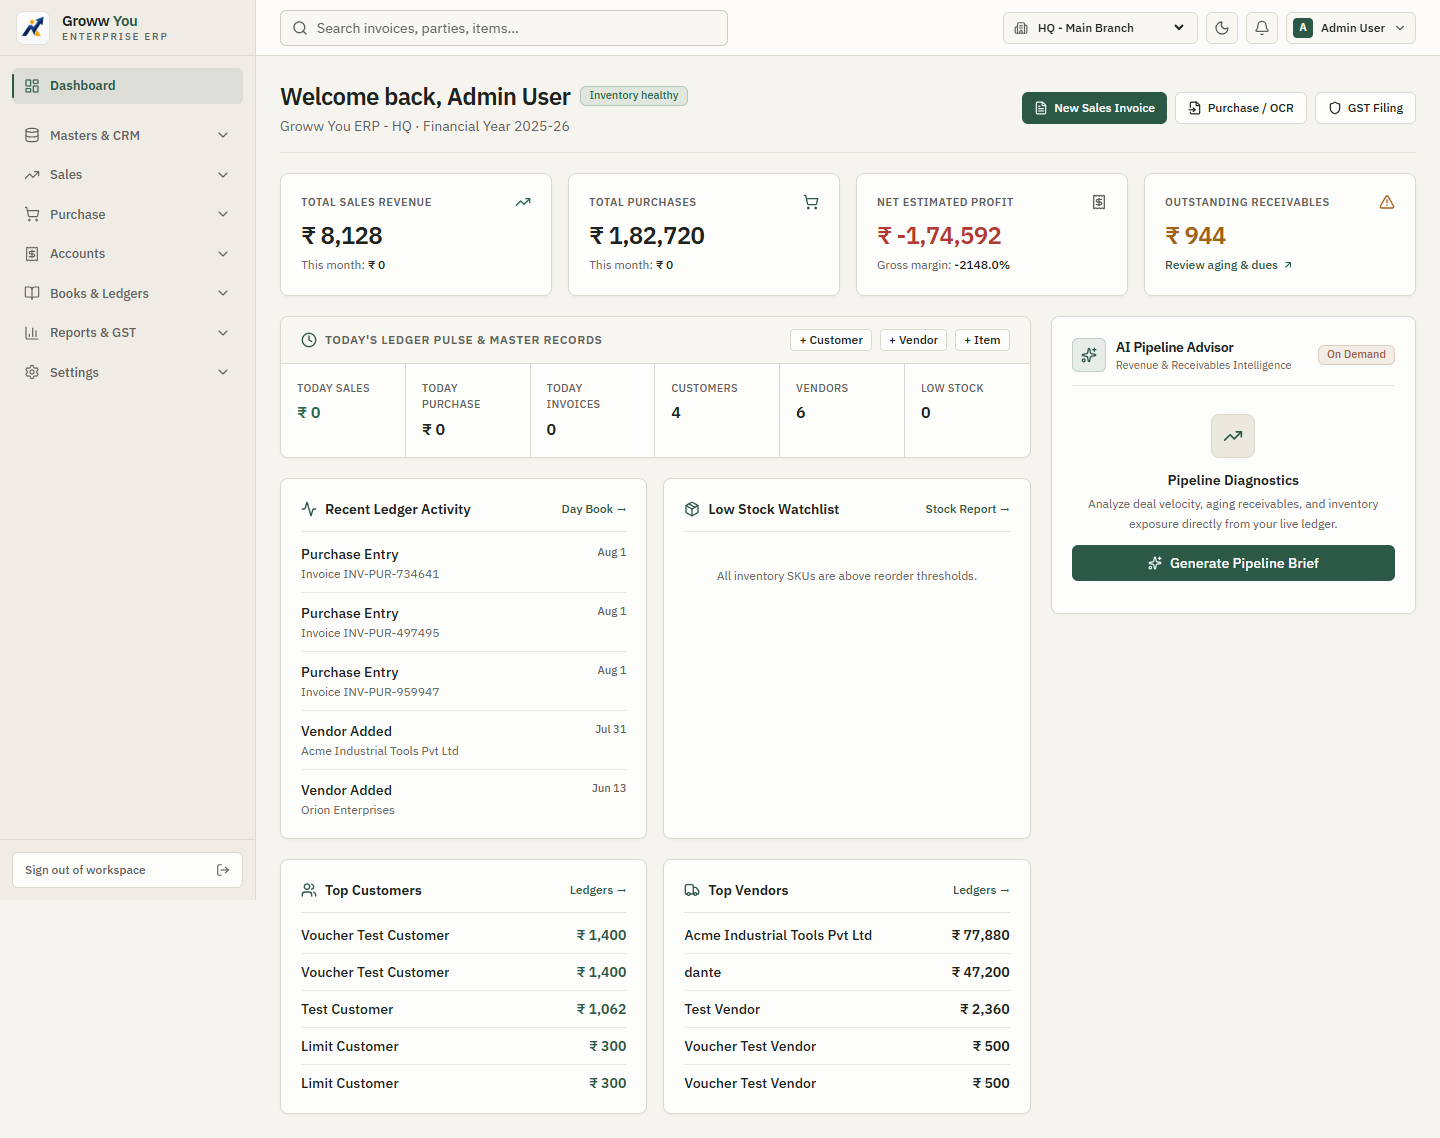 Groww You
ENTERPRISE ERP
Search invoices, parties, items...
HQ - Main Branch
A
Admin User
Dashboard
Masters & CRM
Sales
Purchase
Accounts
Books & Ledgers
Reports & GST
Settings
Sign out of workspace
Welcome back, Admin User
Inventory healthy
Groww You ERP - HQ · Financial Year 2025-26
New Sales Invoice
Purchase / OCR
GST Filing
TOTAL SALES REVENUE
₹ 8,128
This month: ₹ 0
TOTAL PURCHASES
₹ 1,82,720
This month: ₹ 0
NET ESTIMATED PROFIT
₹ -1,74,592
Gross margin: -2148.0%
OUTSTANDING RECEIVABLES
₹ 944
Review aging & dues
TODAY'S LEDGER PULSE & MASTER RECORDS
+ Customer
+ Vendor
+ Item
TODAY SALES
₹ 0
TODAY
PURCHASE
₹ 0
TODAY
INVOICES
0
CUSTOMERS
4
VENDORS
6
LOW STOCK
0
AI Pipeline Advisor
Revenue & Receivables Intelligence
On Demand
Pipeline Diagnostics
Analyze deal velocity, aging receivables, and inventory
exposure directly from your live ledger.
Generate Pipeline Brief
Recent Ledger Activity
Day Book →
Purchase Entry
Aug 1
Invoice INV-PUR-734641
Purchase Entry
Aug 1
Invoice INV-PUR-497495
Purchase Entry
Aug 1
Invoice INV-PUR-959947
Vendor Added
Jul 31
Acme Industrial Tools Pvt Ltd
Vendor Added
Jun 13
Orion Enterprises
Low Stock Watchlist
Stock Report →
All inventory SKUs are above reorder thresholds.
Top Customers
Ledgers →
Voucher Test Customer
₹ 1,400
Voucher Test Customer
₹ 1,400
Test Customer
₹ 1,062
Limit Customer
₹ 300
Limit Customer
₹ 300
Top Vendors
Ledgers →
Acme Industrial Tools Pvt Ltd
₹ 77,880
dante
₹ 47,200
Test Vendor
₹ 2,360
Voucher Test Vendor
₹ 500
Voucher Test Vendor
₹ 500